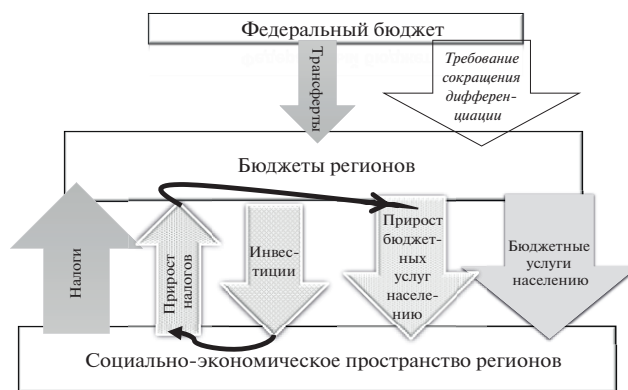 Федеральный бюджет
Трансферты
Требование
сокращения
дифферен-
циации
Бюджеты регионов
Налоги
Прирост
налогов
Инвес-
тиции
Прирост
бюджет-
ных
услуг
населе-
нию
Бюджетные
услуги
населению
Социально-экономическое пространство регионов